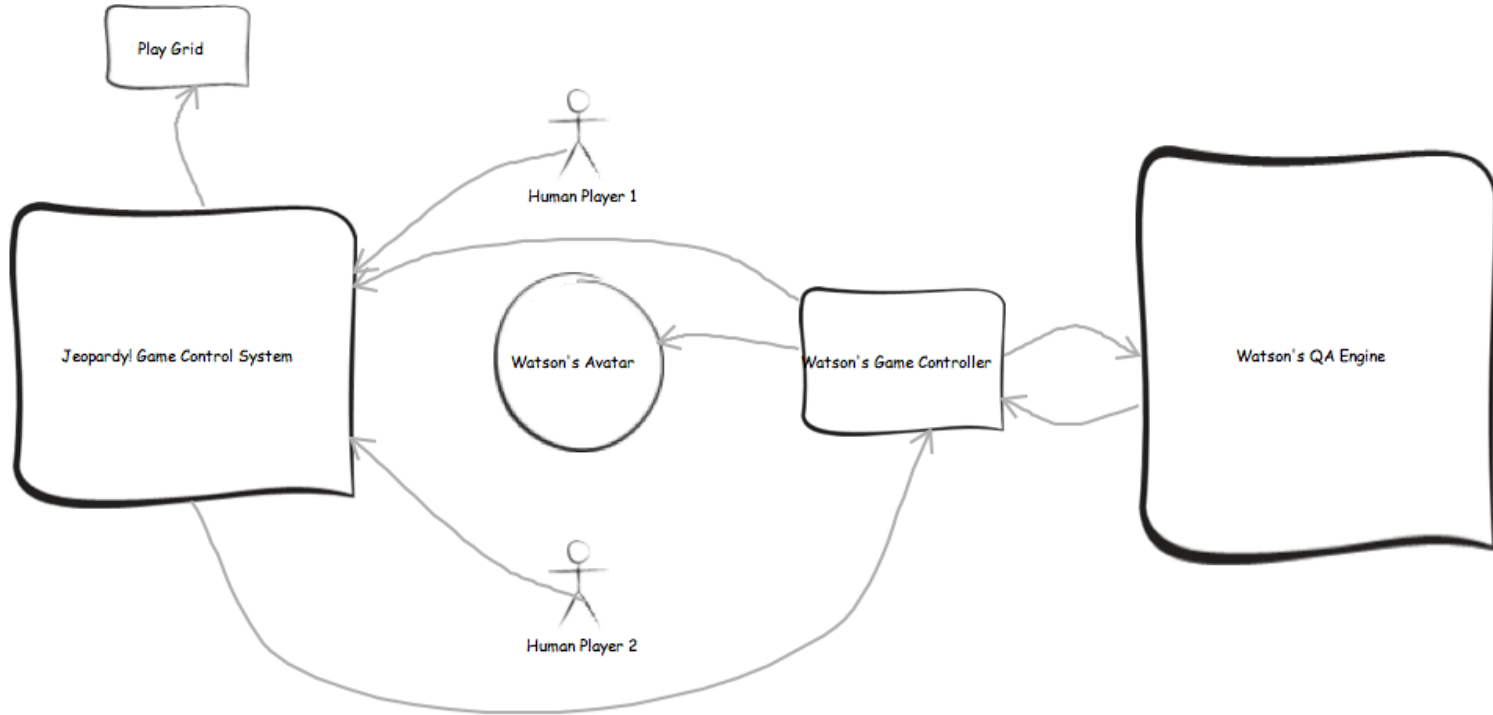 Play Grid
Human Player 1
Jeopardy! Game Control System
Watson's Avatar
Watson's Game Controller
Watson's QA Engine
Human Player 2